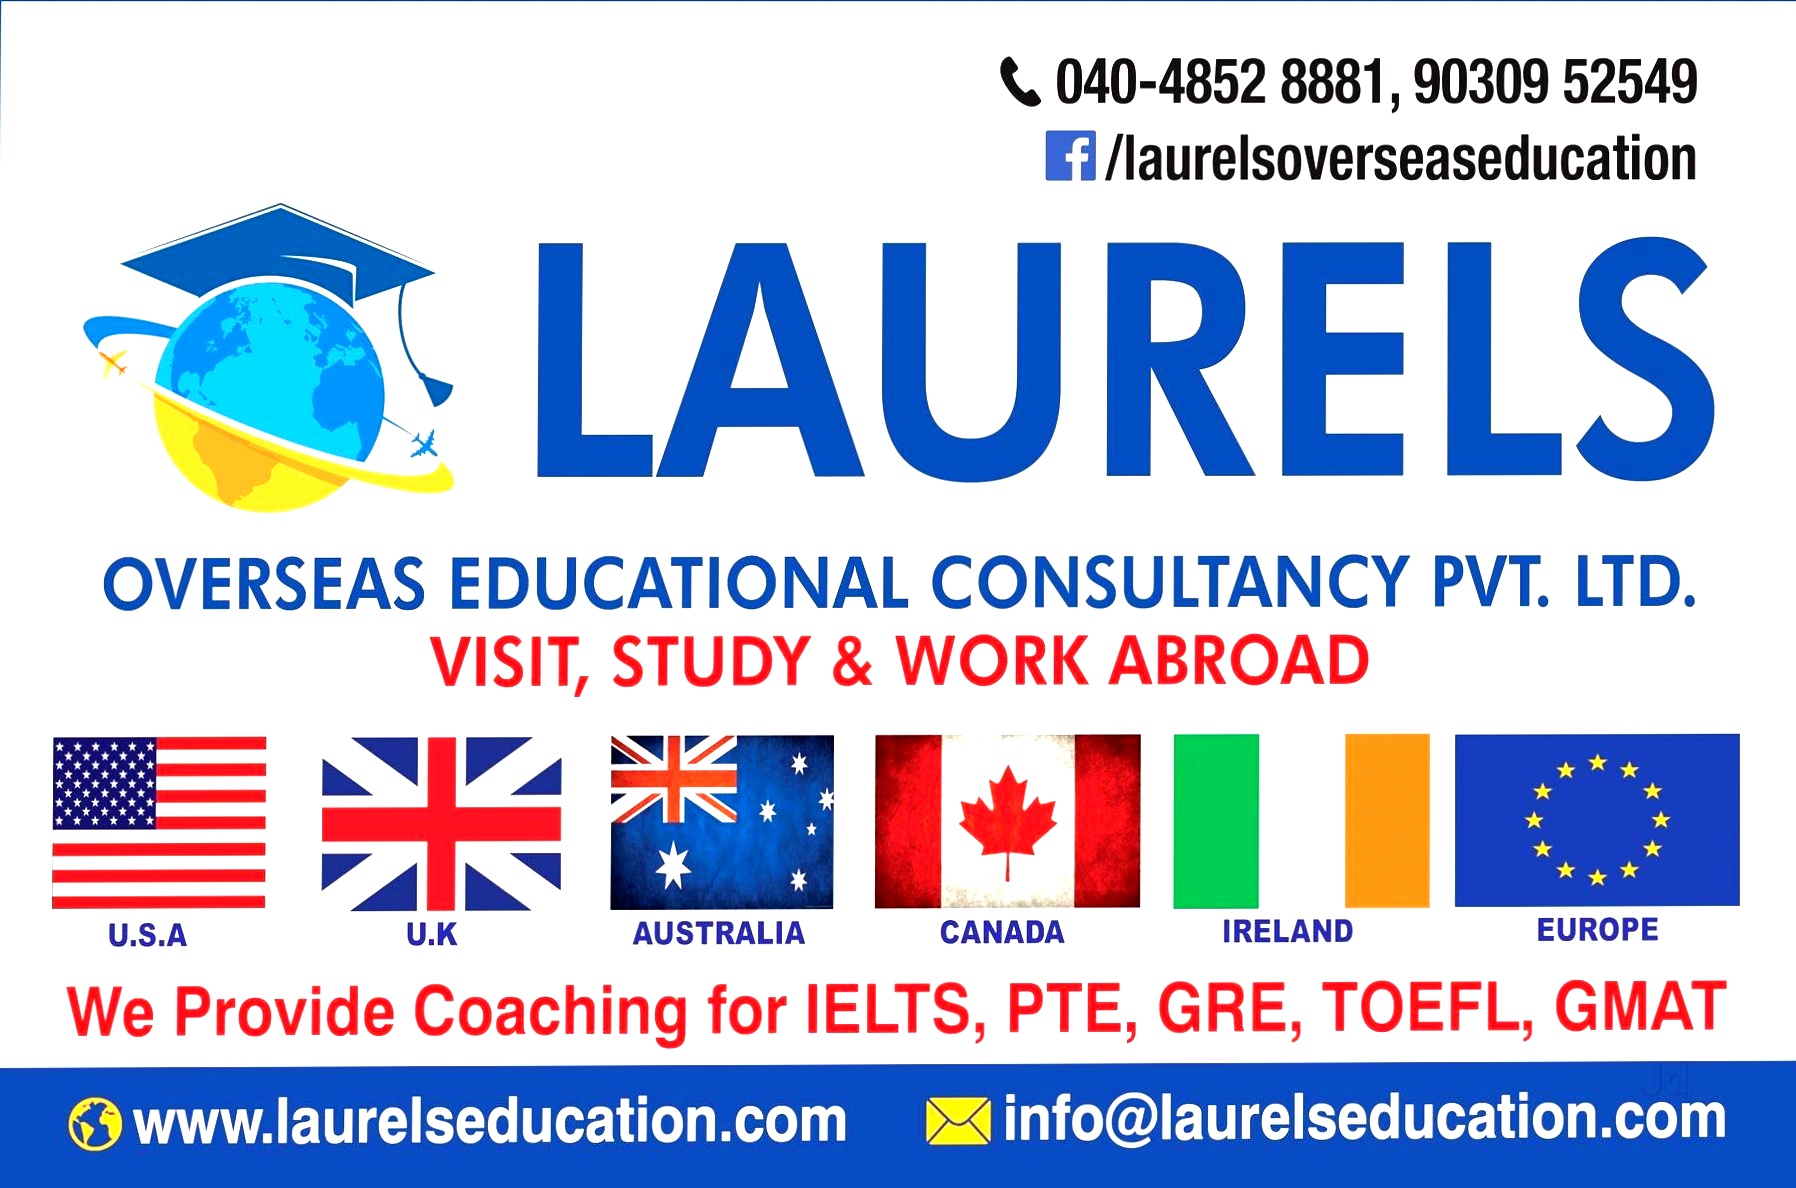 040-4852 8881, 90309 52549
/laurelsoverseaseducation
LAURELS
OVERSEAS EDUCATIONAL CONSULTANCY PVT. LTD.
VISIT, STUDY & WORK ABROAD
U.S.A U.K AUSTRALIA CANADA IRELAND EUROPE
We Provide Coaching for IELTS, PTE, GRE, TOEFL, GMAT
www.laurelseducation.com info@laurelseducation.com
Jd